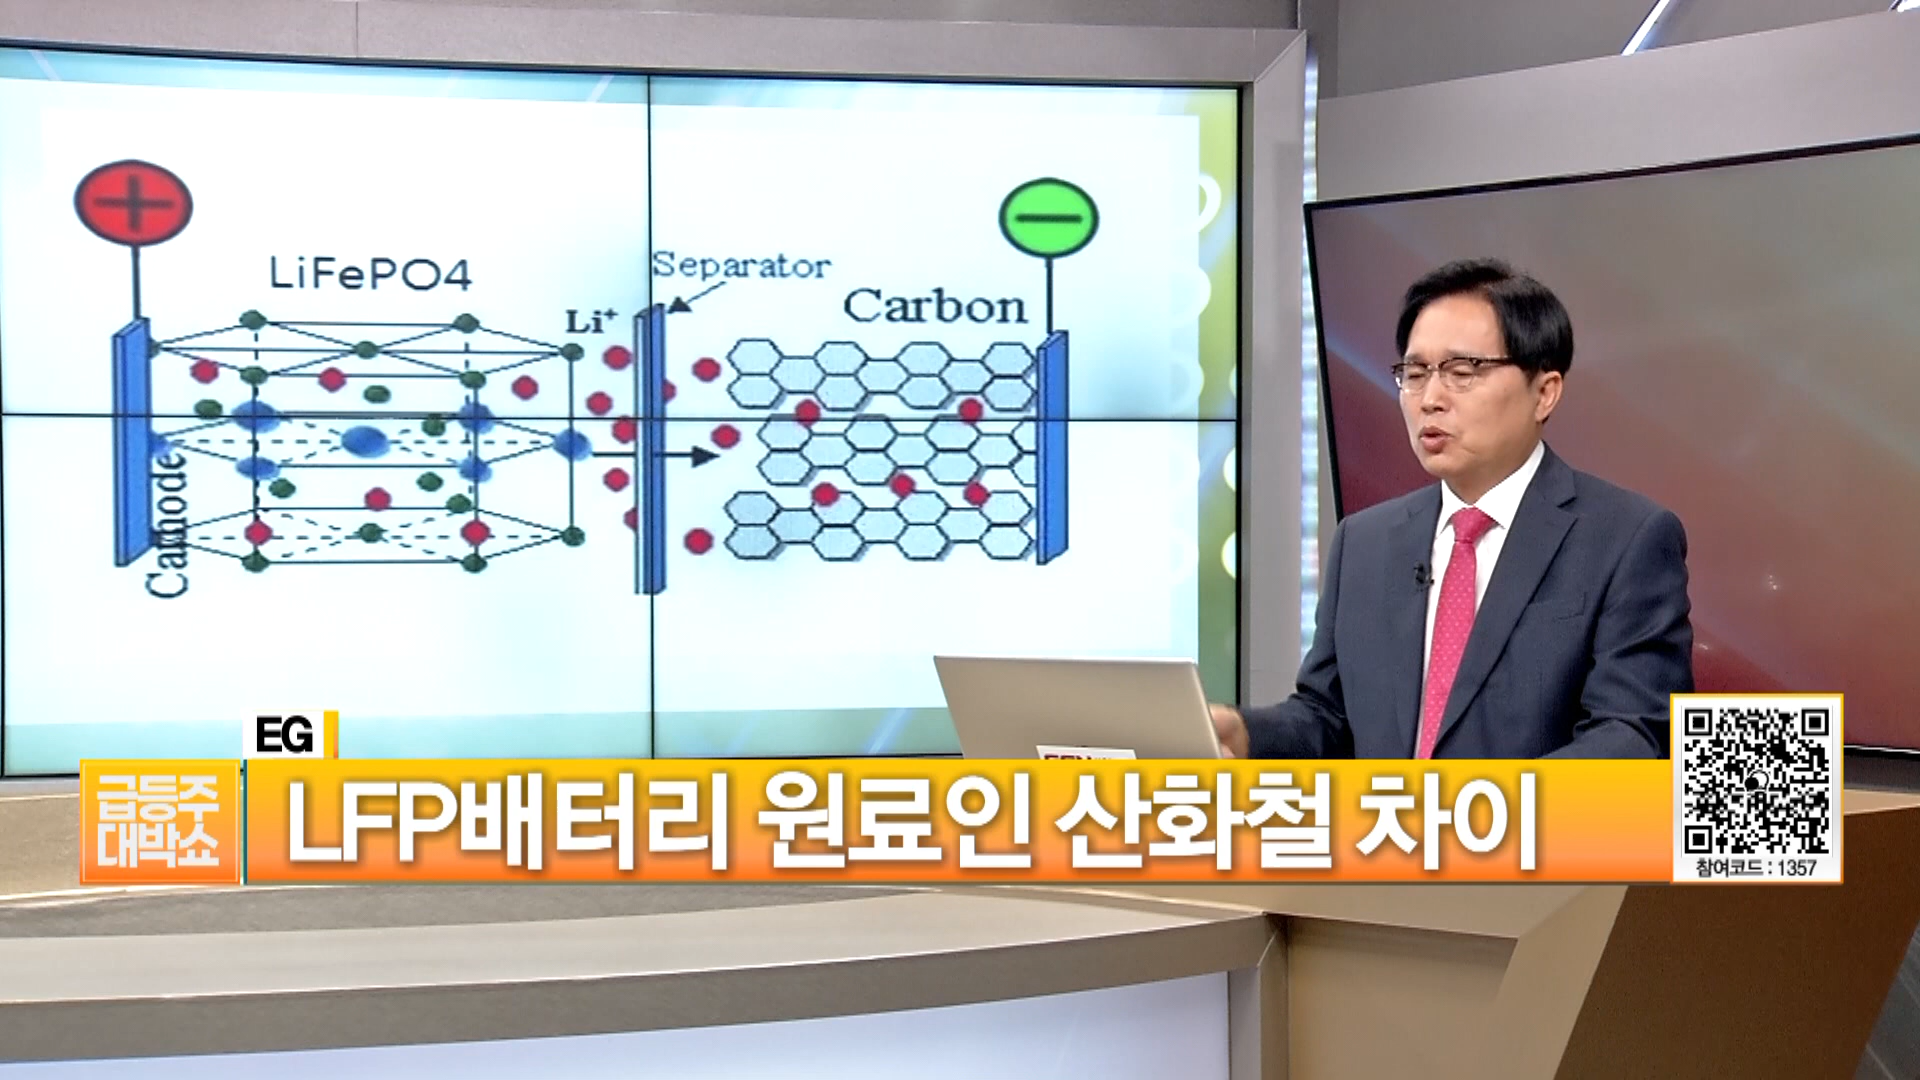 LiFePO4
Li⁺
Separator
Carbon
Cathode
EG
급등주
대박쇼
LFP배터리 원료인 산화철 차이
참여코드 : 1357